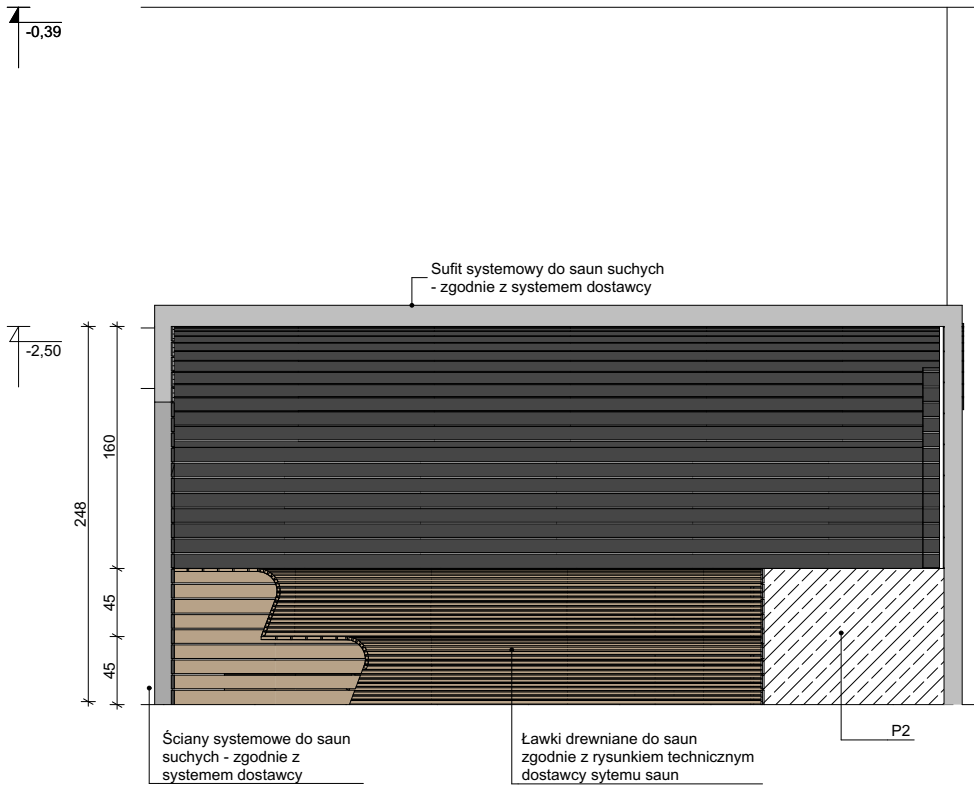 -0,39
Sufit systemowy do saun suchych
- zgodnie z systemem dostawcy
-2,50
160
248
45
45
Ściany systemowe do saun
suchych - zgodnie z
systemem dostawcy
Ławki drewniane do saun
zgodnie z rysunkiem technicznym
dostawcy sytemu saun
P2